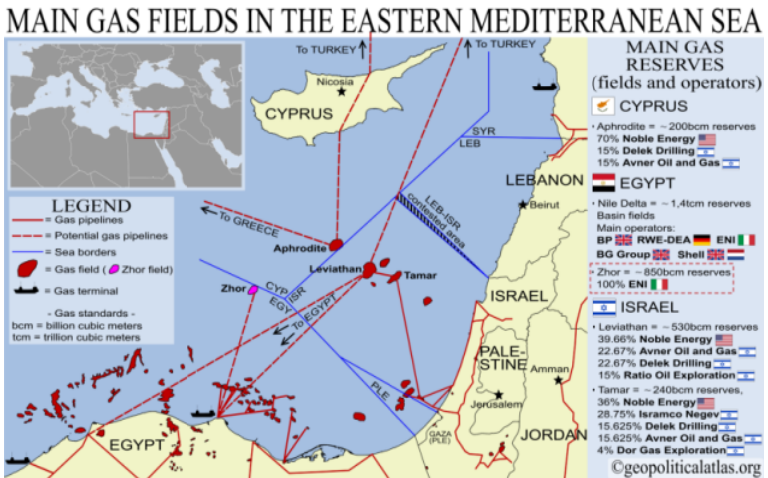 MAIN GAS FIELDS IN THE EASTERN MEDITERRANEAN SEA
To TURKEY
To TURKEY
Nicosia
CYPRUS
SYR
LEB
LEBANON
Beirut
LEB-ISR
contested area
To GREECE
Aphrodite
Leviathan
Tamar
Zhor
CYP
ISR
EGY
To EGYPT
ISRAEL
PALE-
STINE
Amman
Jerusalem
PLE
GAZA
(PLE)
EGYPT
JORDAN
LEGEND
= Gas pipelines
= Potential gas pipelines
= Sea borders
= Gas field ( Zhor field)
= Gas terminal
- Gas standards -
bcm = billion cubic meters
tcm = trillion cubic meters
MAIN GAS
RESERVES
(fields and operators)
CYPRUS
· Aphrodite = ~200bcm reserves
70% Noble Energy
15% Delek Drilling
15% Avner Oil and Gas
EGYPT
· Nile Delta = ~1,4tcm reserves
Basin fields
Main operators:
BP RWE-DEA ENI
BG Group Shell
Zhor = ~850bcm reserves
100% ENI
ISRAEL
· Leviathan = ~530bcm reserves
39.66% Noble Energy
22.67% Avner Oil and Gas
22.67% Delek Drilling
15% Ratio Oil Exploration
· Tamar = ~240bcm reserves,
36% Noble Energy
28.75% Isramco Negev
15.625% Delek Drilling
15.625% Avner Oil and Gas
4% Dor Gas Exploration
©geopoliticalatlas.org